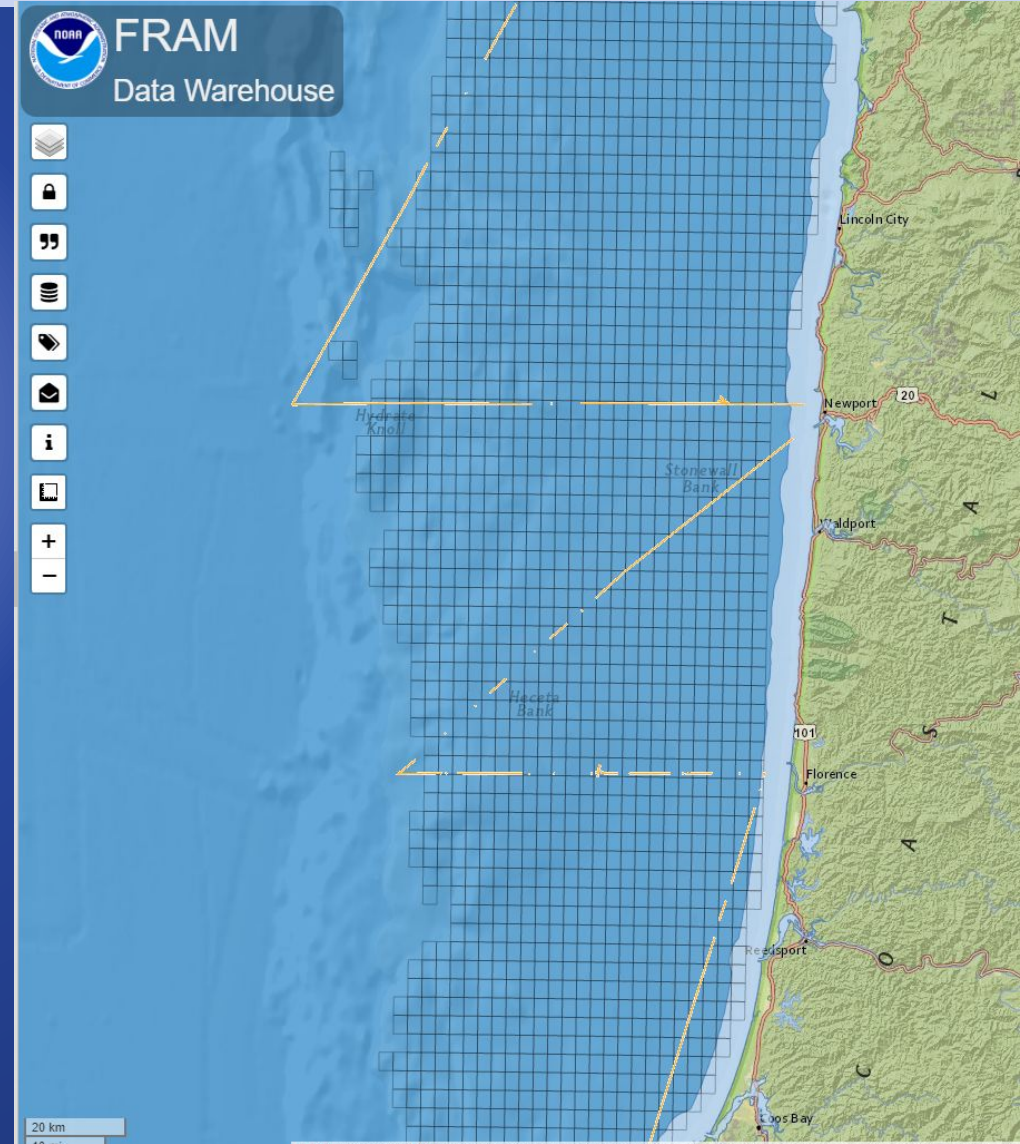 NOAA
FRAM
Data Warehouse
Lincoln City
Newport
20
L
Hydrate
Knoll
Stonewall
Bank
A
Waldport
T
Heceta
Bank
S
101
Florence
A
Reedsport
O
C
Coos Bay
20 km